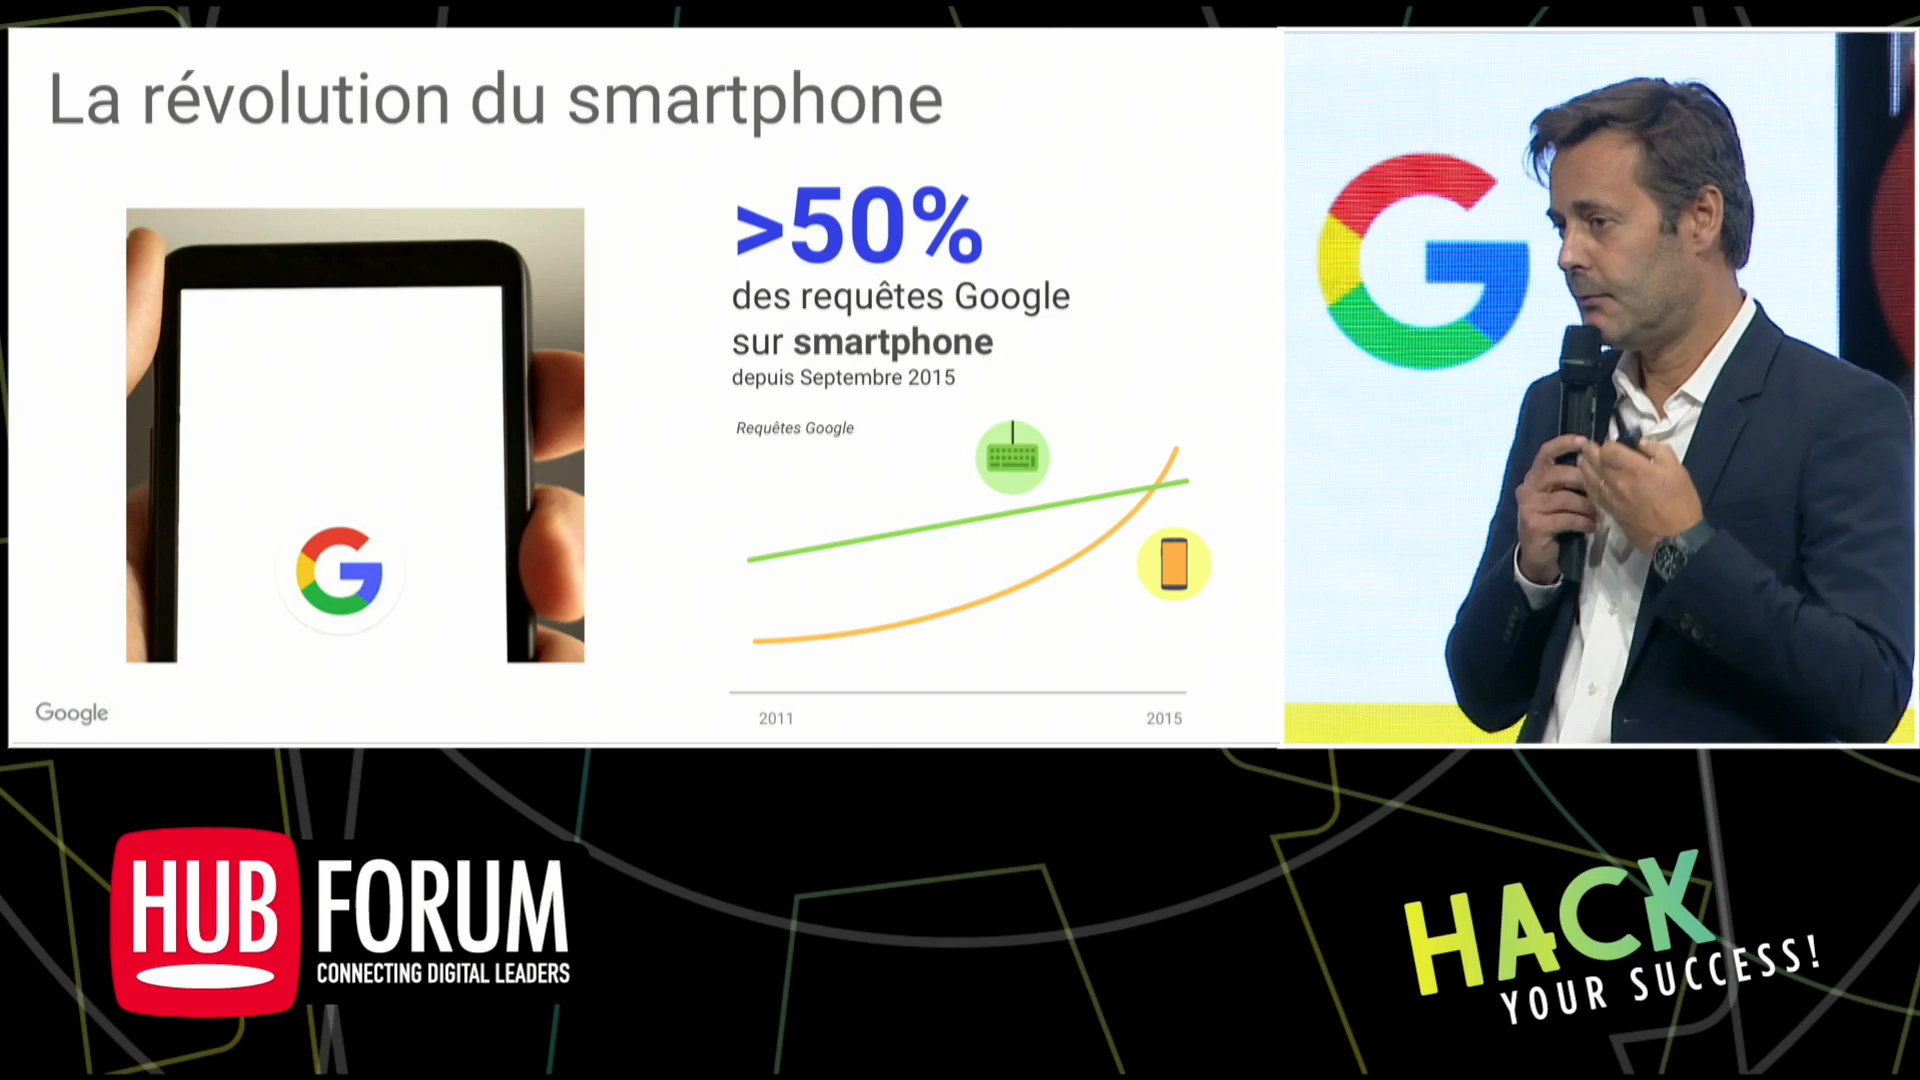 La révolution du smartphone
>50%
des requêtes Google
sur smartphone
depuis Septembre 2015
Requêtes Google
2011
2015
Google
HUB FORUM
CONNECTING DIGITAL LEADERS
HACK
YOUR SUCCESS!